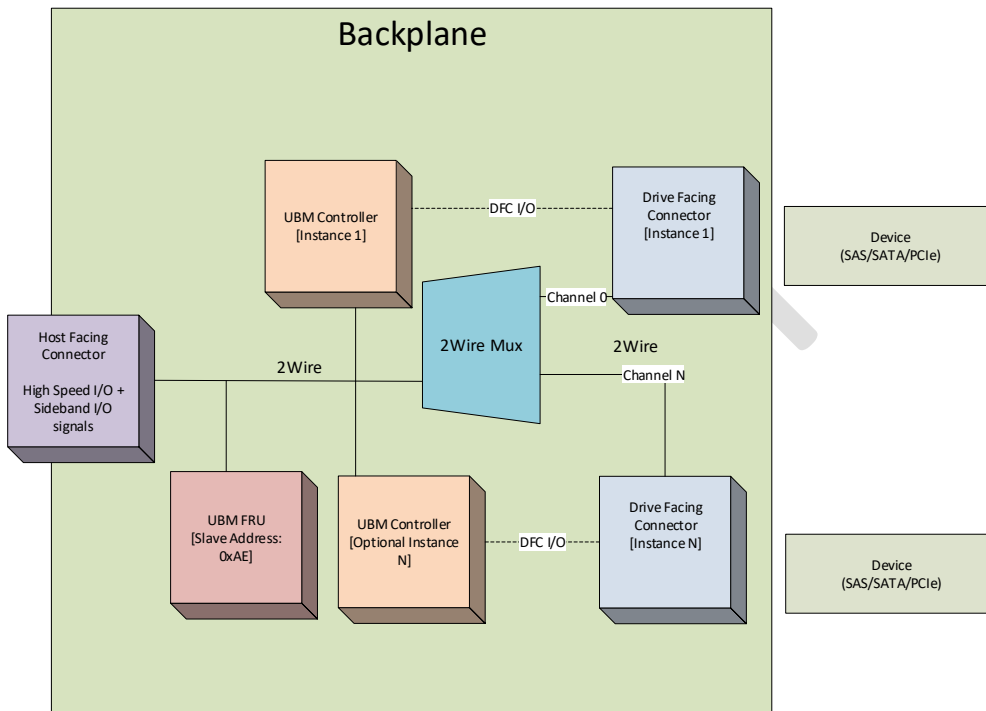 Backplane
UBM Controller
[Instance 1]
DFC I/O
Drive Facing
Connector
[Instance 1]
Device
(SAS/SATA/PCIe)
Channel 0
Host Facing
Connector
High Speed I/O +
Sideband I/O
signals
2Wire
2Wire Mux
2Wire
Channel N
UBM FRU
[Slave Address:
0xAE]
UBM Controller
[Optional Instance
N]
DFC I/O
Drive Facing
Connector
[Instance N]
Device
(SAS/SATA/PCIe)